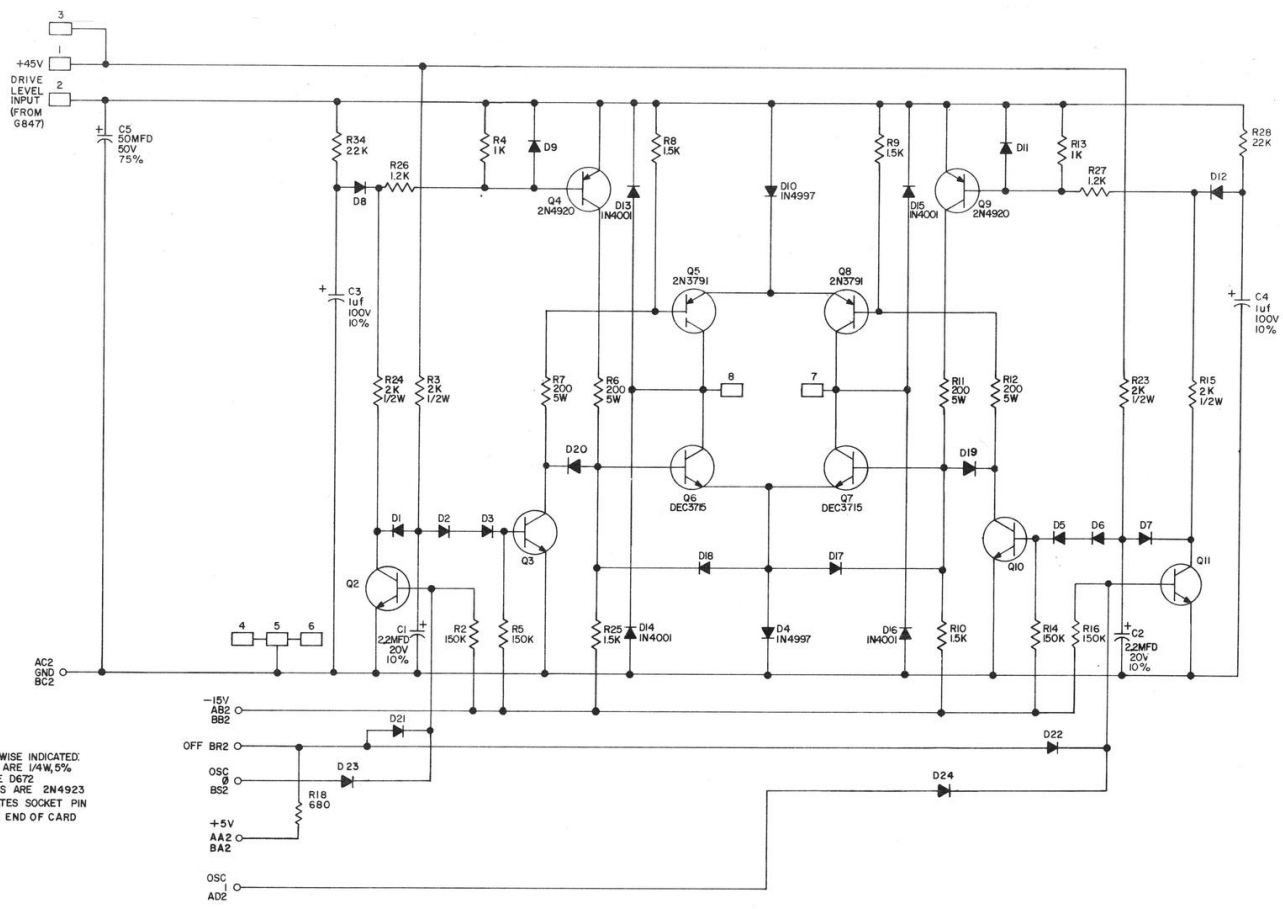 3
1
+45V
DRIVE
LEVEL
INPUT
(FROM
G847)
2
C5
50MFD
50V
75%
+
R34
22K
R26
1.2K
D8
R4
1K
D9
Q4
2N4920
D13
1N4001
R8
1.5K
D10
1N4997
R9
1.5K
D15
1N4001
Q9
2N4920
D11
R13
1K
R27
1.2K
D12
R28
22K
+
C3
1uf
100V
10%
Q5
2N3791
Q8
2N3791
+
C4
1uf
100V
10%
R24
2K
1/2W
R3
2K
1/2W
R7
200
5W
R6
200
5W
8
7
R11
200
5W
R12
200
5W
R23
2K
1/2W
R15
2K
1/2W
D20
Q6
DEC3715
Q7
DEC3715
D19
D1
D2
D3
Q3
D18
D17
Q10
D5
D6
D7
Q2
Q11
4
5
6
C1
2.2MFD
20V
10%
+
R2
150K
R5
150K
R25
1.5K
D14
1N4001
D4
1N4997
D16
1N4001
R10
1.5K
R14
150K
R16
150K
+
C2
2.2MFD
20V
10%
AC2
GND
BC2
-15V
AB2
BB2
D21
OFF BR2
D22
WISE INDICATED:
ARE 1/4W, 5%
E D672
S ARE 2N4923
TES SOCKET PIN
END OF CARD
OSC
0
BS2
D23
D24
R18
680
+5V
AA2
BA2
OSC
1
AD2